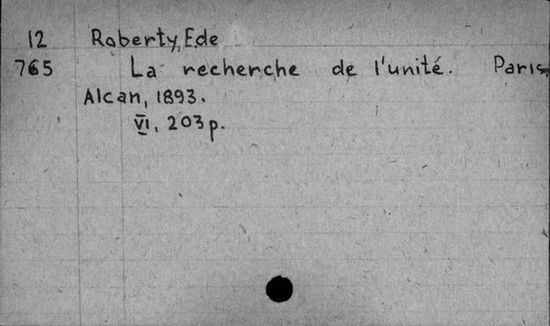 12 Roberty, E de
765 La recherche de l'unité. Paris,
Alcan, 1893.
VI, 203 p.